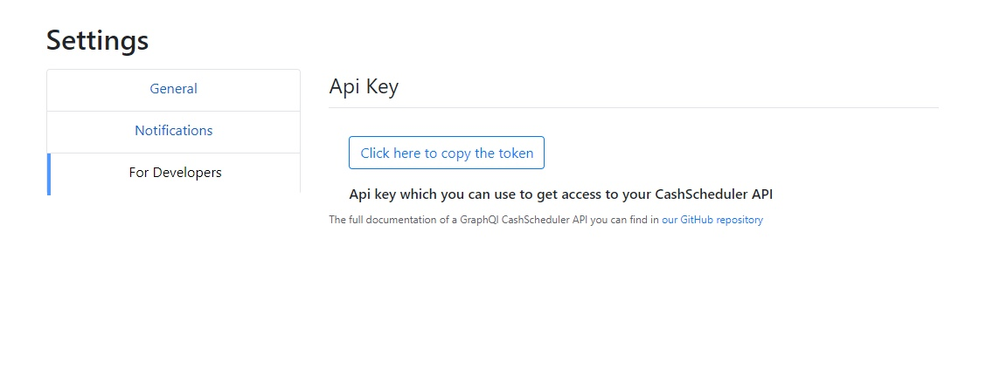 Settings
General
Notifications
For Developers
Api Key
Click here to copy the token
Api key which you can use to get access to your CashScheduler API
The full documentation of a GraphQl CashScheduler API you can find in our GitHub repository